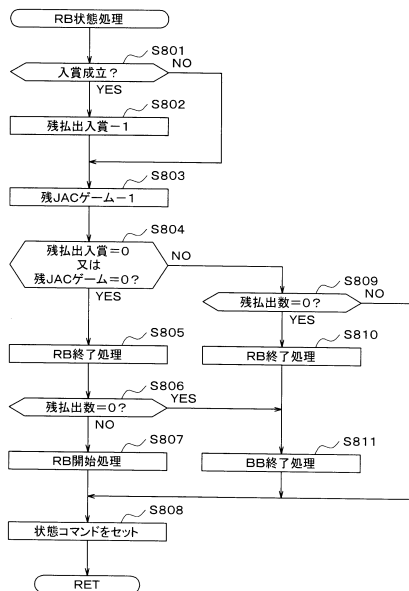 RB状態処理
S801
入賞成立？
NO
YES
S802
残払出入賞－1
S803
残JACゲーム－1
S804
残払出入賞＝0
又は
残JACゲーム＝0？
NO
YES
S809
残払出数＝0？
NO
YES
S805
RB終了処理
S810
RB終了処理
S806
残払出数＝0？
YES
NO
S807
RB開始処理
S811
BB終了処理
S808
状態コマンドをセット
RET